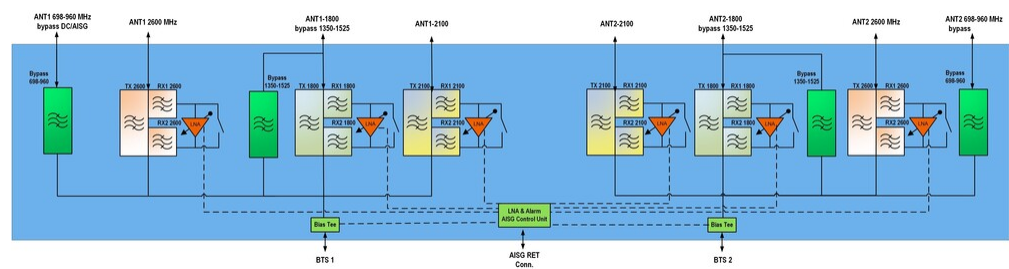 ANT1 698-960 MHz
bypass DC/AISG
ANT1 2600 MHz
ANT1-1800
bypass 1350-1525
ANT1-2100
ANT2-2100
ANT2-1800
bypass 1350-1525
ANT2 2600 MHz
ANT2 698-960 MHz
bypass
Bypass
698-960
TX 2600
RX1 2600
RX2 2600
LNA
Bypass
1350-1525
TX 1800
RX1 1800
RX2 1800
LNA
TX 2100
RX1 2100
RX2 2100
LNA
TX 2100
RX1 2100
RX2 2100
LNA
TX 1800
RX1 1800
RX2 1800
LNA
Bypass
1350-1525
TX 2600
RX1 2600
RX2 2600
LNA
Bypass
698-960
LNA & Alarm
AISG Control Unit
Bias Tee
Bias Tee
BTS 1
AISG RET
Conn.
BTS 2